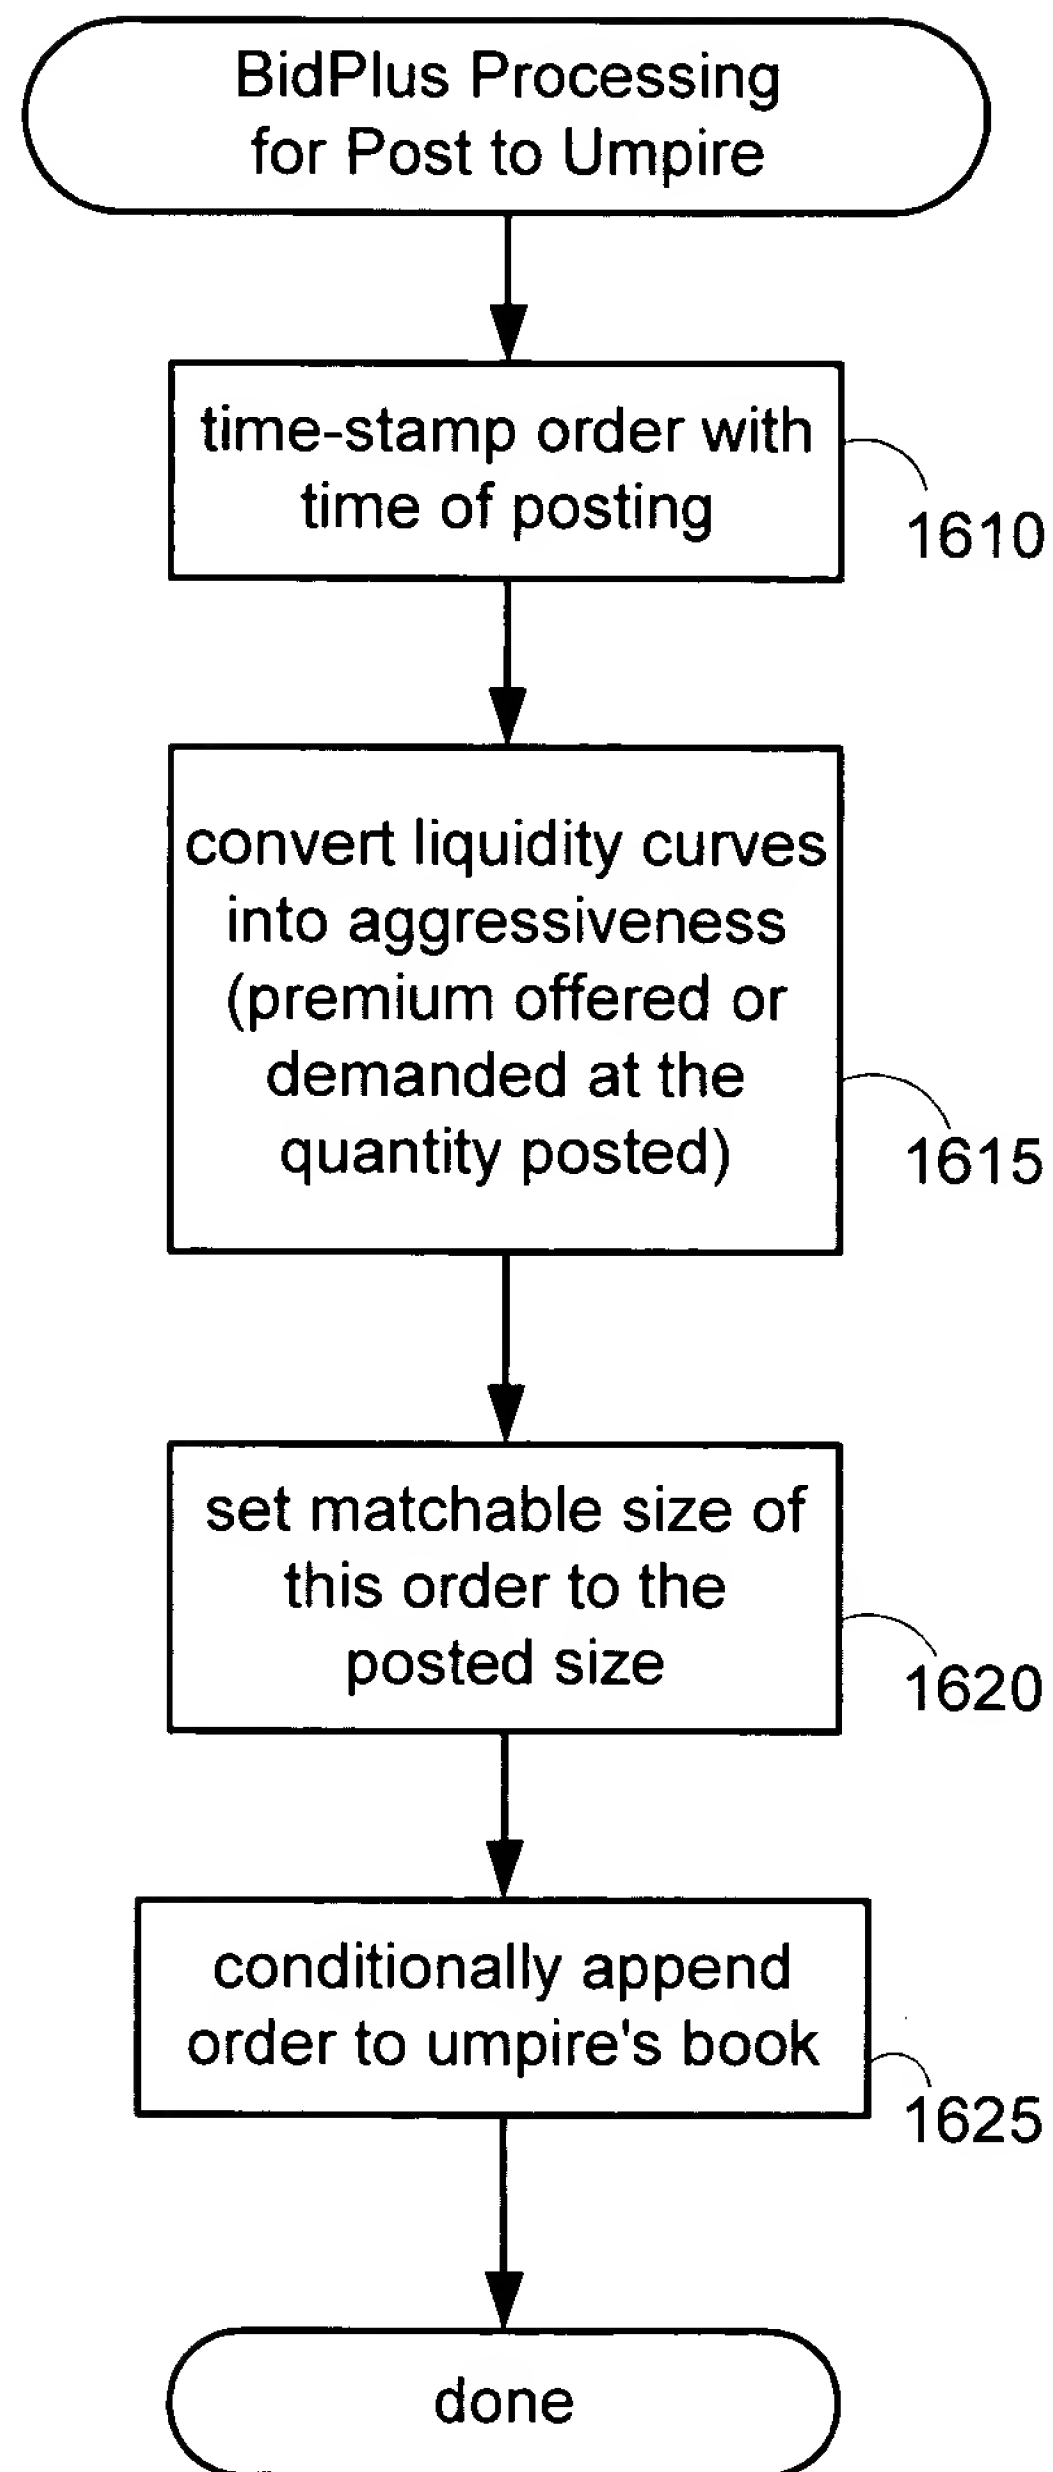 BidPlus Processing
for Post to Umpire
time-stamp order with
time of posting
1610
convert liquidity curves
into aggressiveness
(premium offered or
demanded at the
quantity posted)
1615
set matchable size of
this order to the
posted size
1620
conditionally append
order to umpire's book
1625
done